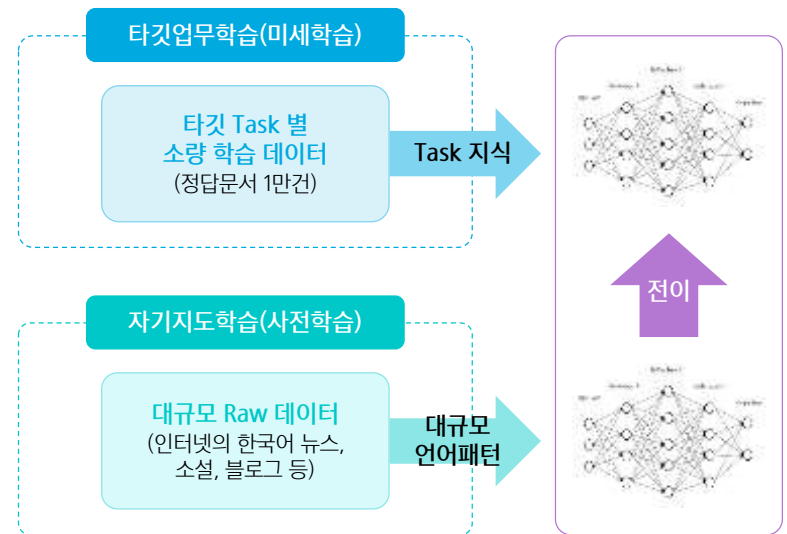 타깃업무학습(미세학습)
타깃 Task 별
소량 학습 데이터
(정답문서 1만건)
Task 지식
전이
자기지도학습(사전학습)
대규모 Raw 데이터
(인터넷의 한국어 뉴스,
소설, 블로그 등)
대규모
언어패턴